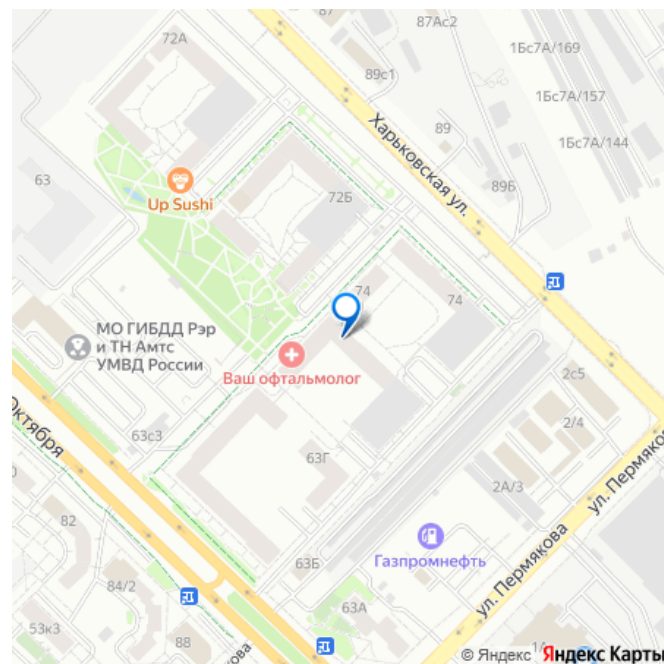 87Ас2
87
72А
1Бс7А/169
89с1
1Бс7А/157
Харьковская ул.
89
1Бс7А/144
63
89Б
Up Sushi
72Б
74
74
МО ГИБДД Рэр
и ТН Амтс
УМВД России
Ваш офтальмолог
2с5
Октября
63с3
2/4
ул. Пермякова
63Г
2А/3
82
Газпромнефть
ул. Пермякова
63Б
84/2
63А
53к3
88
1А
© Яндекс Яндекс Карты